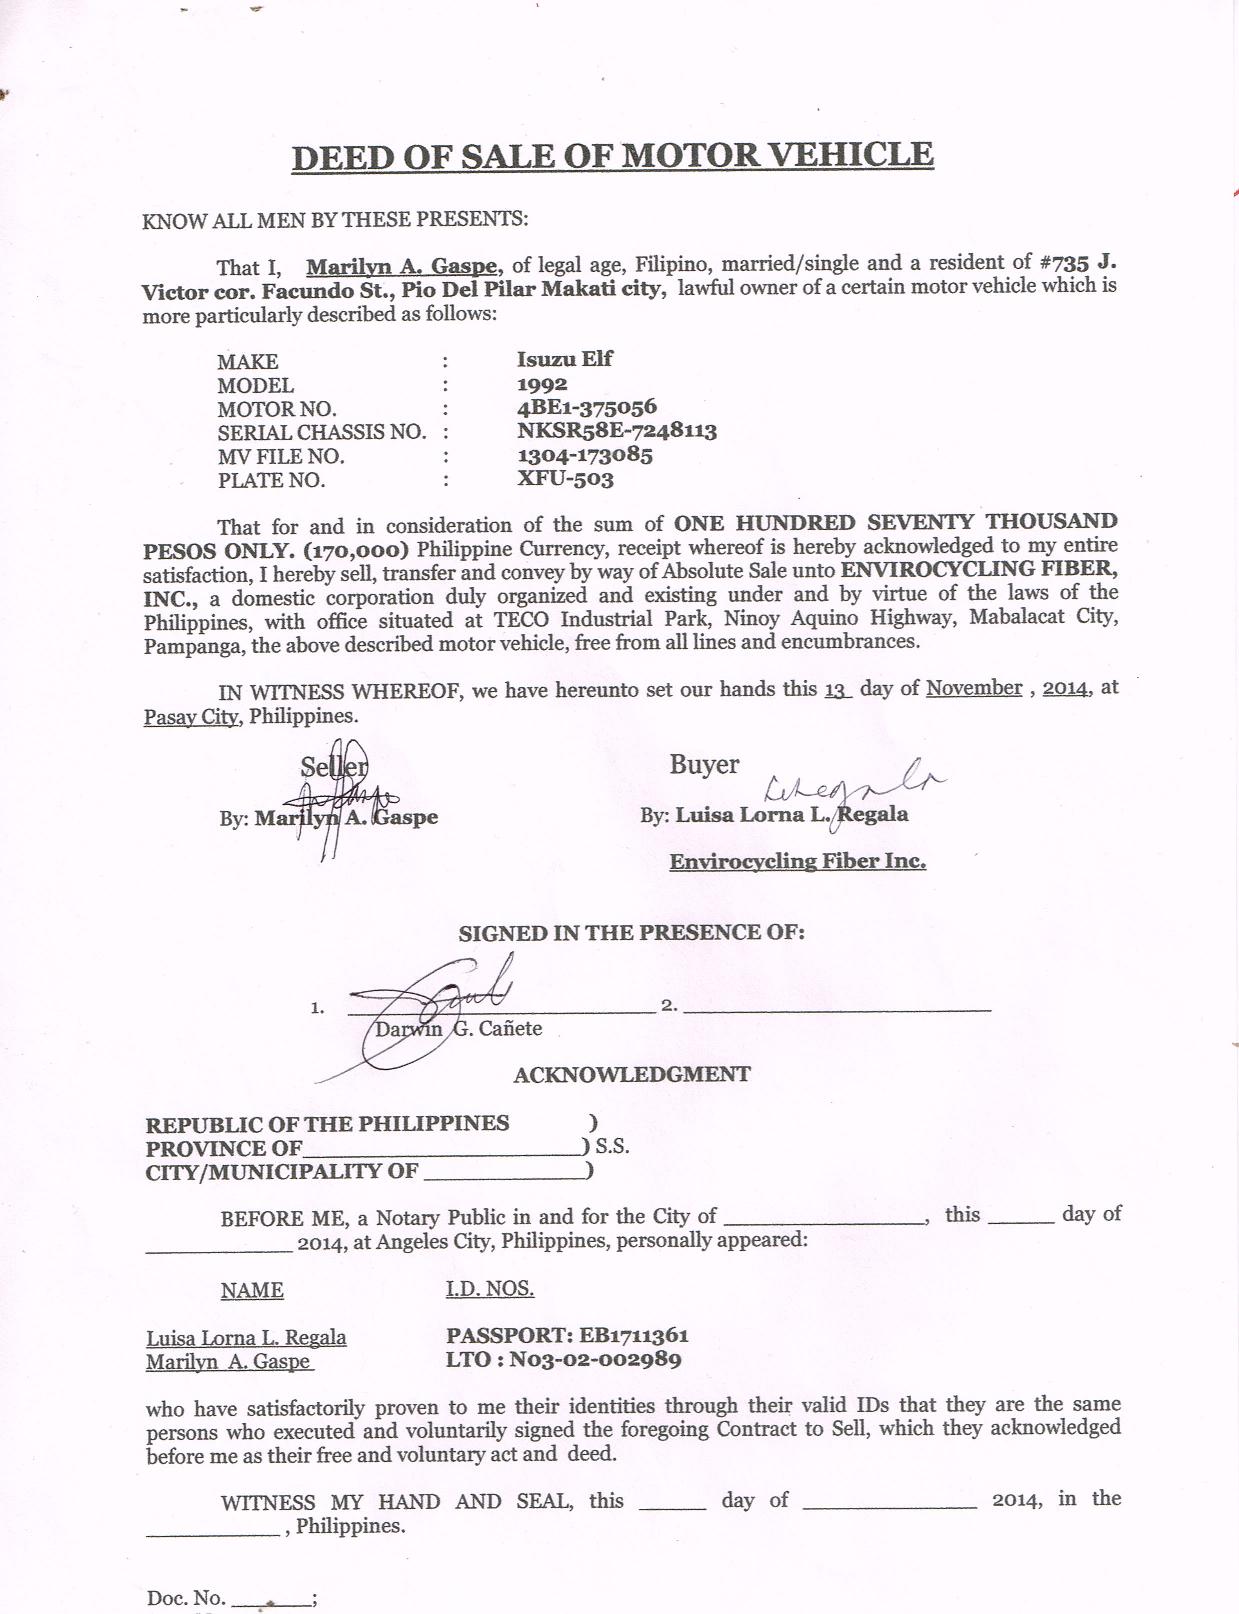 DEED OF SALE OF MOTOR VEHICLE
KNOW ALL MEN BY THESE PRESENTS:
That I, Marilyn A. Gaspe, of legal age, Filipino, married/single and a resident of #735 J.
Victor cor. Facundo St., Pio Del Pilar Makati city, lawful owner of a certain motor vehicle which is
more particularly described as follows:
MAKE : Isuzu Elf
MODEL : 1992
MOTOR NO. : 4BE1-375056
SERIAL CHASSIS NO. : NKSR58E-7248113
MV FILE NO. : 1304-173085
PLATE NO. : XFU-503
That for and in consideration of the sum of ONE HUNDRED SEVENTY THOUSAND
PESOS ONLY. (170,000) Philippine Currency, receipt whereof is hereby acknowledged to my entire
satisfaction, I hereby sell, transfer and convey by way of Absolute Sale unto ENVIROCYCLING FIBER,
INC., a domestic corporation duly organized and existing under and by virtue of the laws of the
Philippines, with office situated at TECO Industrial Park, Ninoy Aquino Highway, Mabalacat City,
Pampanga, the above described motor vehicle, free from all lines and encumbrances.
IN WITNESS WHEREOF, we have hereunto set our hands this 13_ day of November , 2014, at
Pasay City, Philippines.
Seller Buyer
By: Marilyn A. Gaspe By: Luisa Lorna L. Regala
Envirocycling Fiber Inc.
SIGNED IN THE PRESENCE OF:
1. ____________________ 2. ____________________
Darwin G. Cañete
ACKNOWLEDGMENT
REPUBLIC OF THE PHILIPPINES )
PROVINCE OF____________________) S.S.
CITY/MUNICIPALITY OF ____________)
BEFORE ME, a Notary Public in and for the City of _______________, this _____ day of
___________ 2014, at Angeles City, Philippines, personally appeared:
NAME I.D. NOS.
Luisa Lorna L. Regala PASSPORT: EB1711361
Marilyn A. Gaspe LTO : N03-02-002989
who have satisfactorily proven to me their identities through their valid IDs that they are the same
persons who executed and voluntarily signed the foregoing Contract to Sell, which they acknowledged
before me as their free and voluntary act and deed.
WITNESS MY HAND AND SEAL, this _____ day of _____________ 2014, in the
__________ , Philippines.
Doc. No. ______;